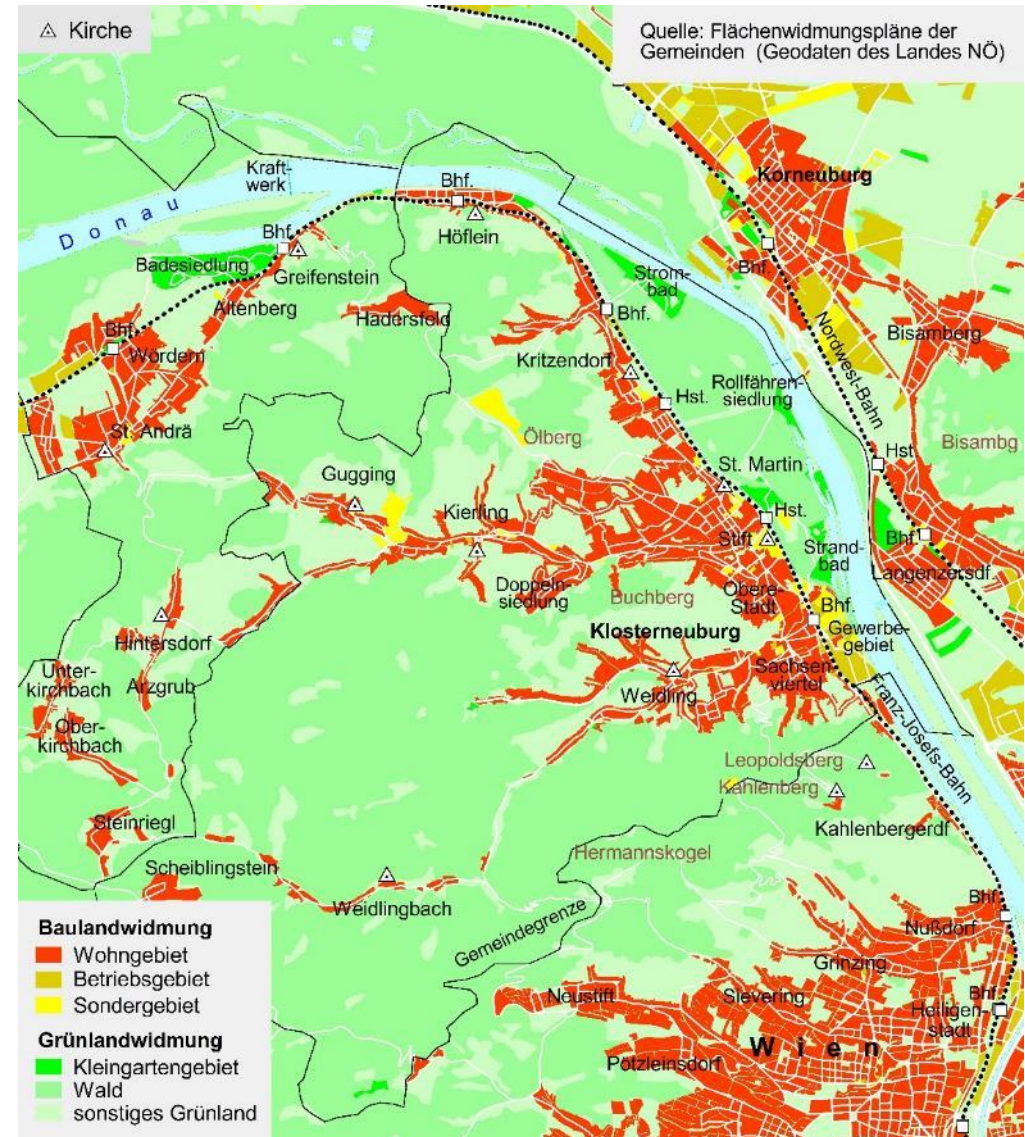 Kirche
Quelle: Flächenwidmungspläne der
Gemeinden (Geodaten des Landes NÖ)
Korneuburg
Kraft-
werk
Bhf.
Donau
Höflein
Bhf.
Badesiedlung
Greifenstein
Bhf.
Strom-
bad
Altenberg
Hadersfeld
Bhf.
Nordwest-Bahn
Bisamberg
Bhf.
Wördern
Kritzendorf
Rollfähren-
siedlung
Hst.
St. Andrä
Ölberg
Bisambg
Hst
Gugging
St. Martin
Kierling
Hst.
Stift
Strand-
bad
Bhf.
Langenzersdf.
Doppeln-
siedlung
Buchberg
Obere
Stadt
Bhf.
Gewerbe-
gebiet
Hintersdorf
Klosterneuburg
Unter-
kirchbach
Arzgrub
Weidling
Sachsen
viertel
Ober-
kirchbach
Franz-Josefs-Bahn
Leopoldsberg
Kahlenberg
Steinriegl
Kahlenbergerdf
Scheiblingstein
Hermannskogel
Weidlingbach
Bhf.
Nußdorf
Gemeindegrenze
Grinzing
Neustift
Sievering
Bhf.
Heiligen-
stadt
Pötzleinsdorf
Wien
Baulandwidmung
Wohngebiet
Betriebsgebiet
Sondergebiet
Grünlandwidmung
Kleingartengebiet
Wald
sonstiges Grünland